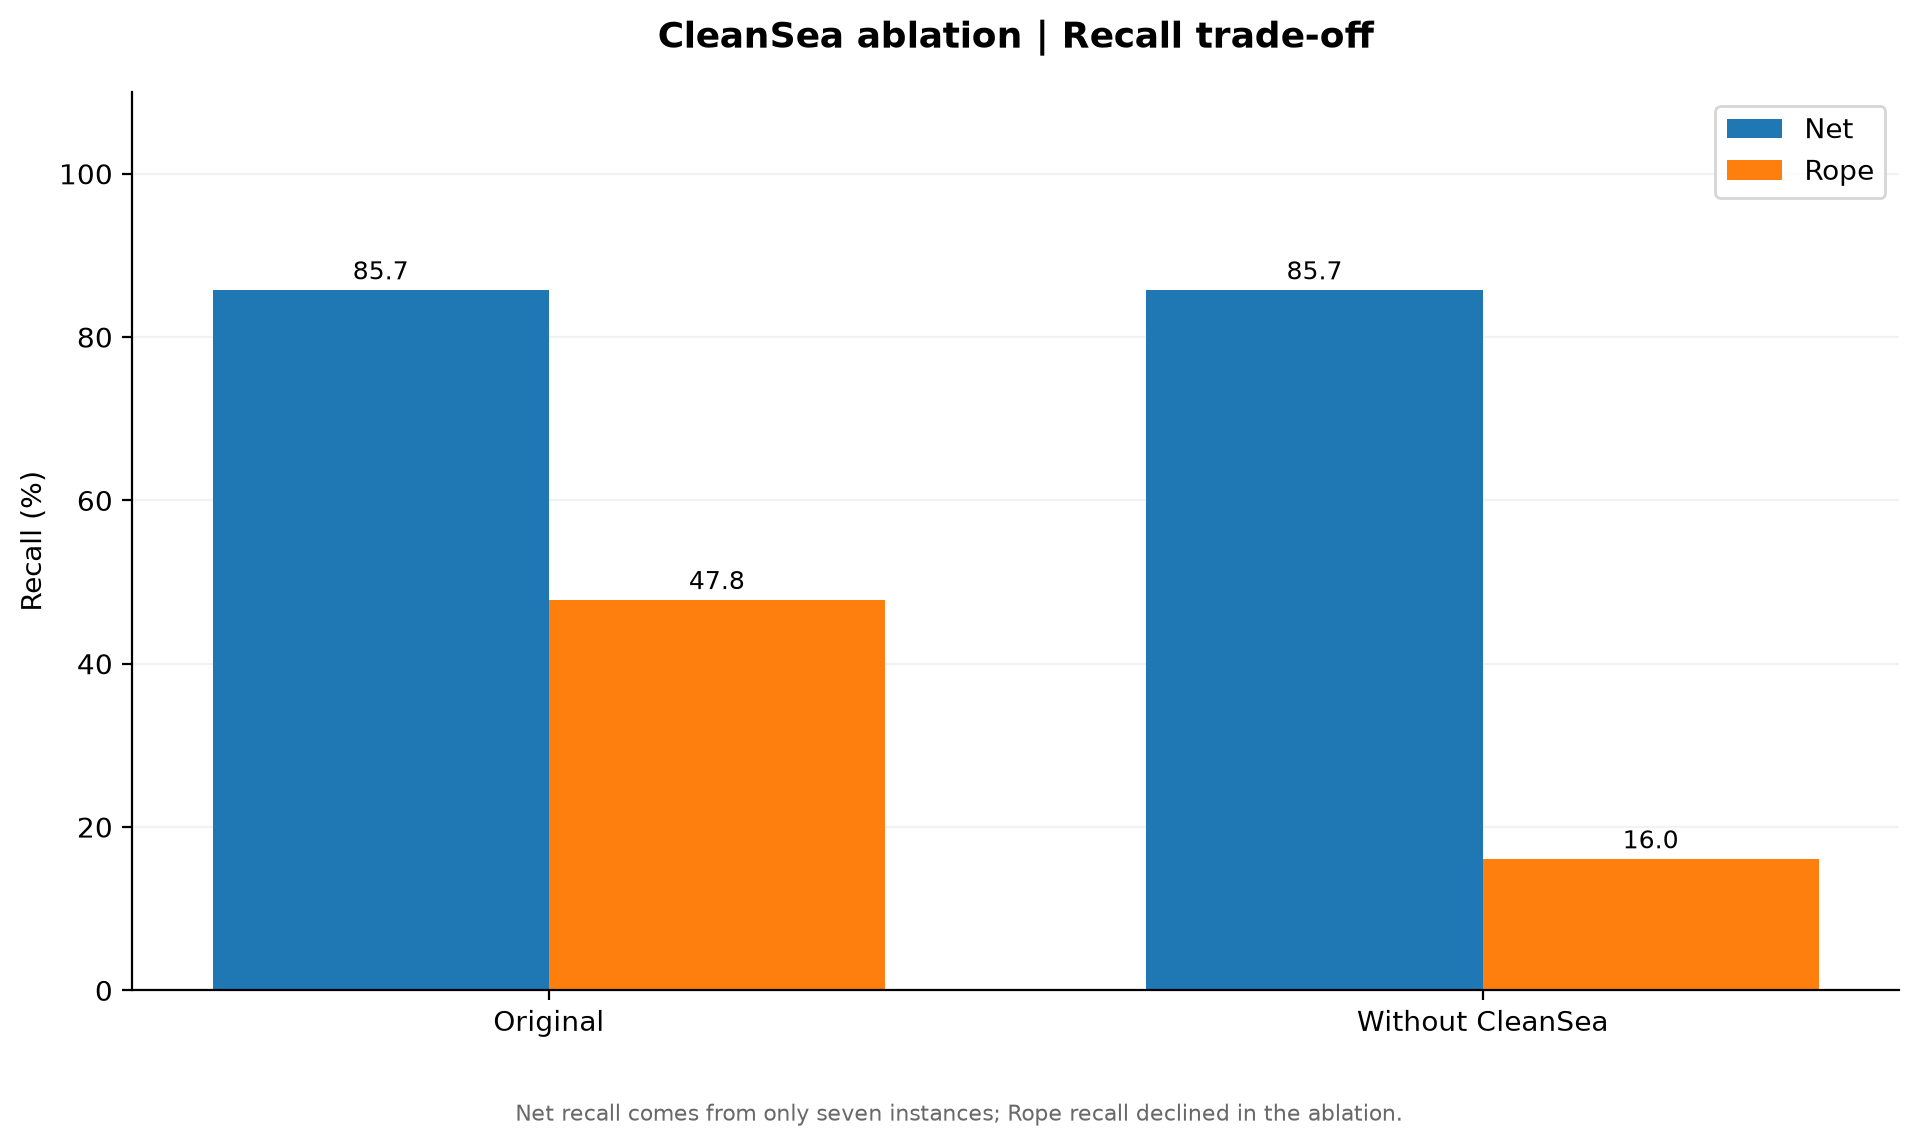 CleanSea ablation | Recall trade-off
Net
Rope
Recall (%)
100
80
60
40
20
0
85.7
47.8
85.7
16.0
Original
Without CleanSea
Net recall comes from only seven instances; Rope recall declined in the ablation.